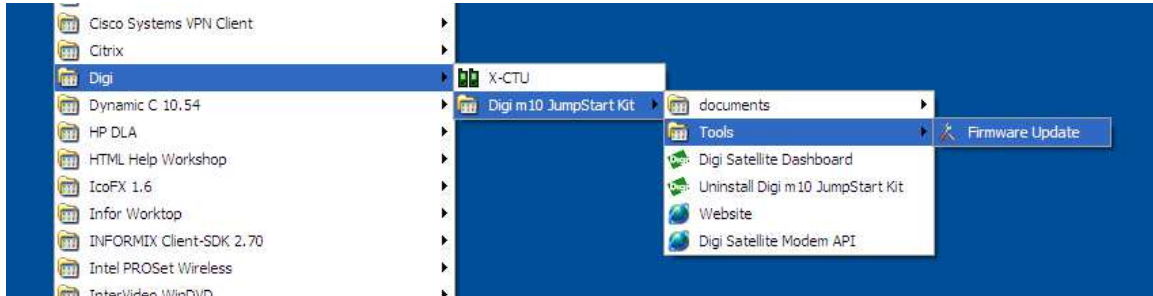 Cisco Systems VPN Client
Citrix
Digi
X-CTU
Dynamic C 10.54
Digi m10 JumpStart Kit
documents
HP DLA
Tools
Firmware Update
HTML Help Workshop
Digi Satellite Dashboard
IcoFX 1.6
Uninstall Digi m10 JumpStart Kit
Infor Worktop
Website
INFORMIX Client-SDK 2.70
Digi Satellite Modem API
Intel PROSet Wireless
InterVideo WinDVD